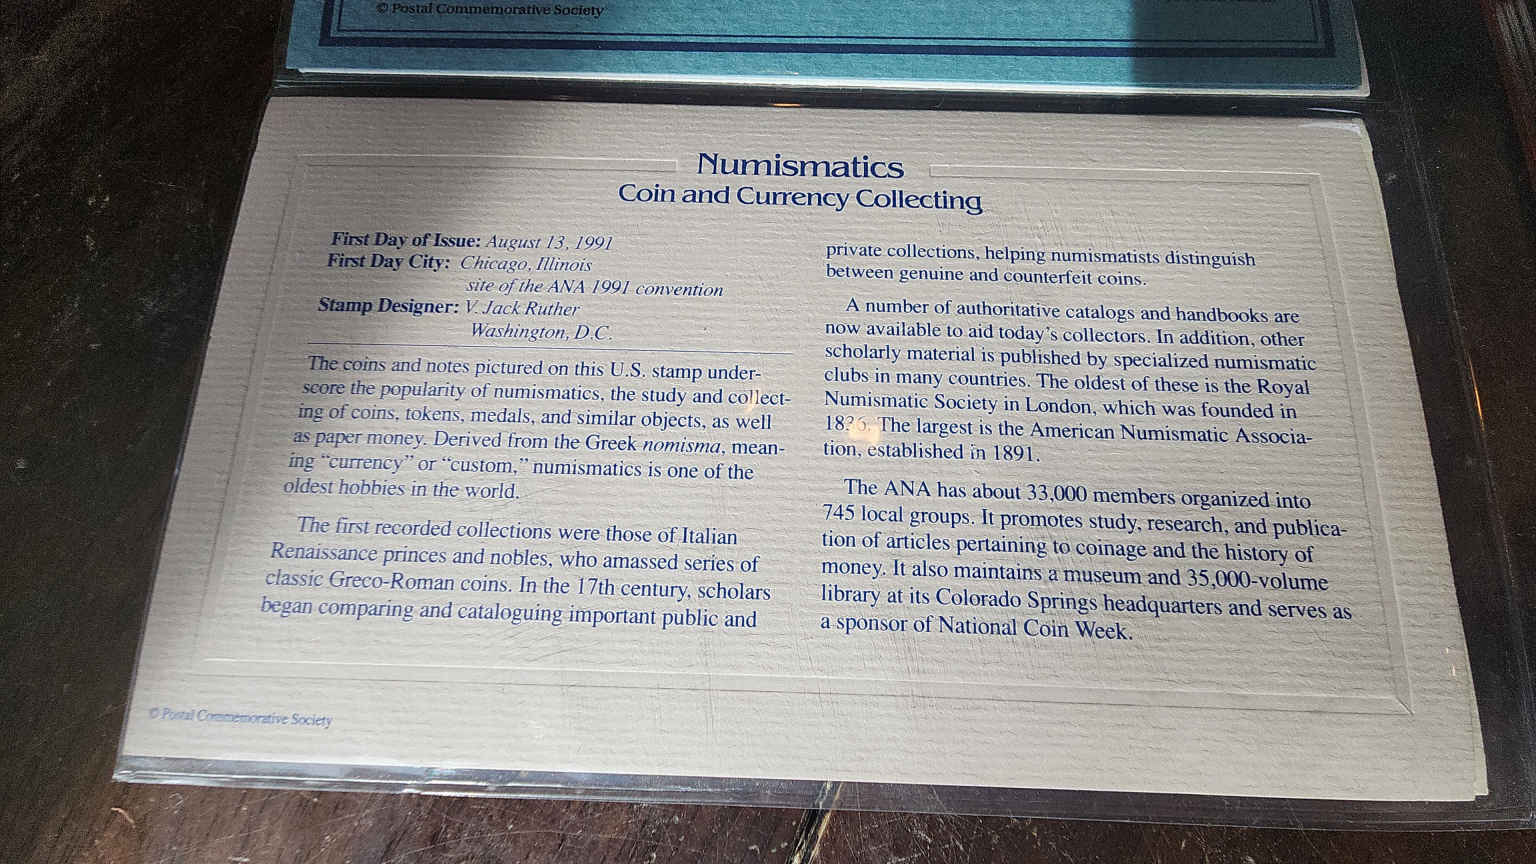 © Postal Commemorative Society
Numismatics
Coin and Currency Collecting
First Day of Issue: August 13, 1991
First Day City: Chicago, Illinois
site of the ANA 1991 convention
Stamp Designer: V. Jack Ruther
Washington, D.C.
The coins and notes pictured on this U.S. stamp under-
score the popularity of numismatics, the study and collect-
ing of coins, tokens, medals, and similar objects, as well
as paper money. Derived from the Greek nomisma, mean-
ing “currency” or “custom,” numismatics is one of the
oldest hobbies in the world.
The first recorded collections were those of Italian
Renaissance princes and nobles, who amassed series of
classic Greco-Roman coins. In the 17th century, scholars
began comparing and cataloguing important public and
private collections, helping numismatists distinguish
between genuine and counterfeit coins.
A number of authoritative catalogs and handbooks are
now available to aid today’s collectors. In addition, other
scholarly material is published by specialized numismatic
clubs in many countries. The oldest of these is the Royal
Numismatic Society in London, which was founded in
1836. The largest is the American Numismatic Associa-
tion, established in 1891.
The ANA has about 33,000 members organized into
745 local groups. It promotes study, research, and publica-
tion of articles pertaining to coinage and the history of
money. It also maintains a museum and 35,000-volume
library at its Colorado Springs headquarters and serves as
a sponsor of National Coin Week.
© Postal Commemorative Society